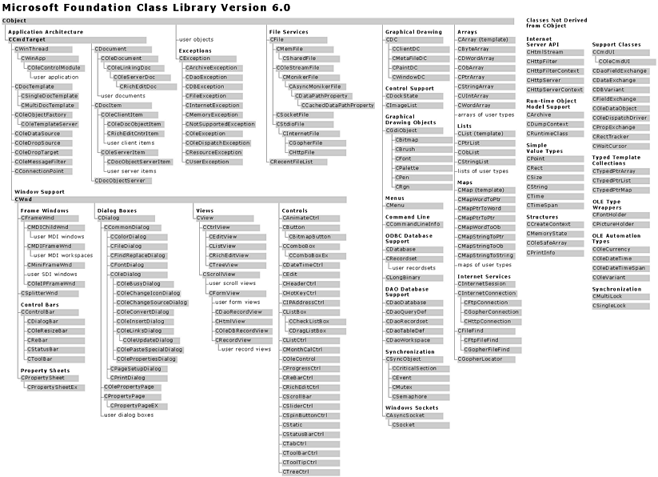 Microsoft Foundation Class Library Version 6.0
CObject
Application Architecture
CCmdTarget
CWinThread
CWinApp
COleControlModule
user application
CDocTemplate
CSingleDocTemplate
CMultiDocTemplate
COleObjectFactory
COleTemplateServer
COleDataSource
COleDropSource
COleDropTarget
COleMessageFilter
CConnectionPoint
CDocument
COleDocument
COleLinkingDoc
COleServerDoc
CRichEditDoc
user documents
CDocItem
COleClientItem
COleDocObjectItem
CRichEditCntrItem
user client items
COleServerItem
CDocObjectServerItem
user server items
CDocObjectServer
user objects
Exceptions
CException
CArchiveException
CDaoException
CDBException
CFileException
CInternetException
CMemoryException
CNotSupportedException
COleException
COleDispatchException
CResourceException
CUserException
File Services
CFile
CMemFile
CSharedFile
COleStreamFile
CMonikerFile
CAsyncMonikerFile
CDataPathProperty
CCachedDataPathProperty
CSocketFile
CStdioFile
CInternetFile
CGopherFile
CHttpFile
CRecentFileList
Window Support
CWnd
Frame Windows
CFrameWnd
CMDIChildWnd
user MDI windows
CMDIFrameWnd
user MDI workspaces
CMiniFrameWnd
user SDI windows
COleIPFrameWnd
CSplitterWnd
Control Bars
CControlBar
CDialogBar
COleResizeBar
CReBar
CStatusBar
CToolBar
Property Sheets
CPropertySheet
CPropertySheetEx
Dialog Boxes
CDialog
CCommonDialog
CColorDialog
CFileDialog
CFindReplaceDialog
CFontDialog
COleDialog
COleBusyDialog
COleChangeIconDialog
COleChangeSourceDialog
COleConvertDialog
COleInsertDialog
COleLinksDialog
COleUpdateDialog
COlePasteSpecialDialog
COlePropertiesDialog
CPageSetupDialog
CPrintDialog
COlePropertyPage
CPropertyPage
CPropertyPageEX
user dialog boxes
Views
CView
CCtrlView
CEditView
CListView
CRichEditView
CTreeView
CScrollView
user scroll views
CFormView
user form views
CDaoRecordView
CHtmlView
COleDBRecordView
CRecordView
user record views
Controls
CAnimateCtrl
CButton
CBitmapButton
CComboBox
CComboBoxEx
CDateTimeCtrl
CEdit
CHeaderCtrl
CHotKeyCtrl
CIPAddressCtrl
CListBox
CCheckListBox
CDragListBox
CListCtrl
CMonthCalCtrl
COleControl
CProgressCtrl
CReBarCtrl
CRichEditCtrl
CScrollBar
CSliderCtrl
CSpinButtonCtrl
CStatic
CStatusBarCtrl
CTabCtrl
CToolBarCtrl
CToolTipCtrl
CTreeCtrl
Graphical Drawing
CDC
CClientDC
CMetaFileDC
CPaintDC
CWindowDC
Control Support
CDockState
CImageList
Graphical
Drawing Objects
CGdiObject
CBitmap
CBrush
CFont
CPalette
CPen
CRgn
Menus
CMenu
Command Line
CCommandLineInfo
ODBC Database
Support
CDatabase
CRecordset
user recordsets
CLongBinary
DAO Database
Support
CDaoDatabase
CDaoQueryDef
CDaoRecordset
CDaoTableDef
CDaoWorkspace
Synchronization
CSyncObject
CCriticalSection
CEvent
CMutex
CSemaphore
Windows Sockets
CAsyncSocket
CSocket
Arrays
CArray (template)
CByteArray
CDWordArray
CObArray
CPtrArray
CStringArray
CUIntArray
CWordArray
arrays of user types
Lists
CList (template)
CPtrList
CObList
CStringList
lists of user types
Maps
CMap (template)
CMapWordToPtr
CMapPtrToWord
CMapPtrToPtr
CMapWordToOb
CMapStringToPtr
CMapStringToOb
CMapStringToString
maps of user types
Internet Services
CInternetSession
CInternetConnection
CFtpConnection
CGopherConnection
CHttpConnection
CFileFind
CFtpFileFind
CGopherFileFind
CGopherLocator
Classes Not Derived
from CObject
Internet
Server API
CHtmlStream
CHttpFilter
CHttpFilterContext
CHttpServer
CHttpServerContext
Run-time Object
Model Support
CArchive
CDumpContext
CRuntimeClass
Simple
Value Types
CPoint
CRect
CSize
CString
CTime
CTimeSpan
Structures
CCreateContext
CMemoryState
COleSafeArray
CPrintInfo
Support Classes
CCmdUI
COleCmdUI
CDaoFieldExchange
CDataExchange
CDBVariant
CFieldExchange
COleDataObject
COleDispatchDriver
CPropExchange
CRectTracker
CWaitCursor
Typed Template
Collections
CTypedPtrArray
CTypedPtrList
CTypedPtrMap
OLE Type
Wrappers
CFontHolder
CPictureHolder
OLE Automation
Types
COleCurrency
COleDateTime
COleDateTimeSpan
COleVariant
Synchronization
CMultiLock
CSingleLock